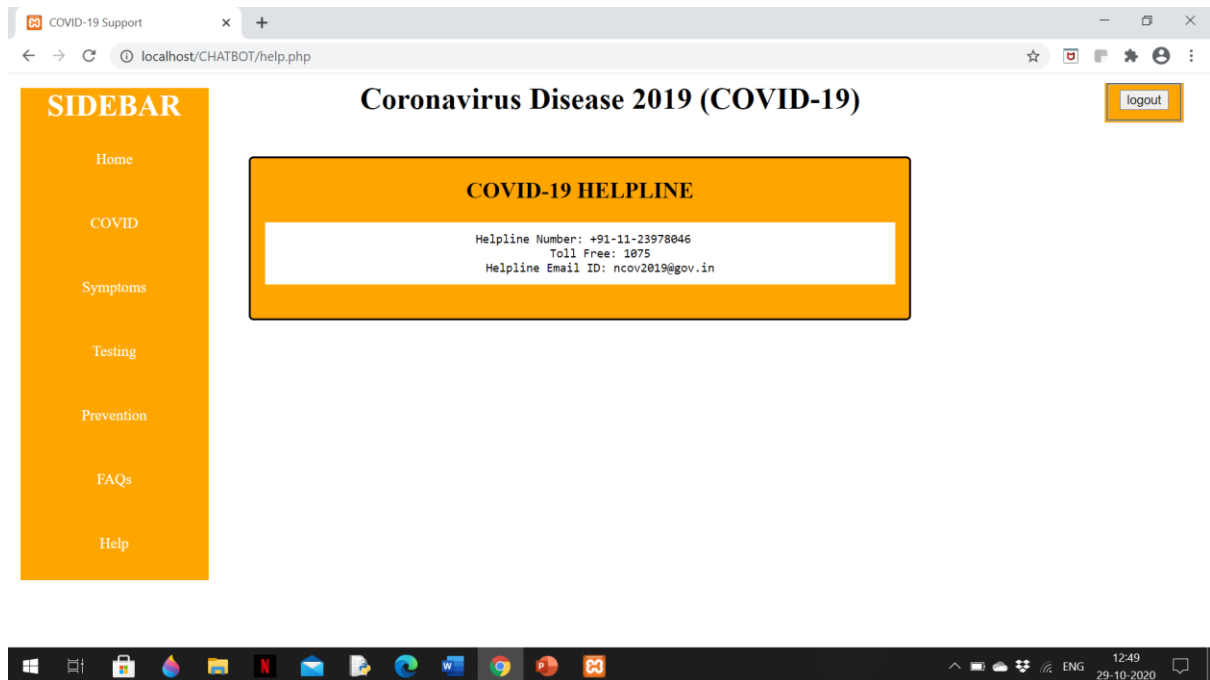 COVID-19 Support
localhost/CHATBOT/help.php
SIDEBAR
Home
COVID
Symptoms
Testing
Prevention
FAQs
Help
Coronavirus Disease 2019 (COVID-19)
logout
COVID-19 HELPLINE
Helpline Number: +91-11-23978046
Toll Free: 1075
Helpline Email ID: ncov2019@gov.in
ENG
12:49
29-10-2020